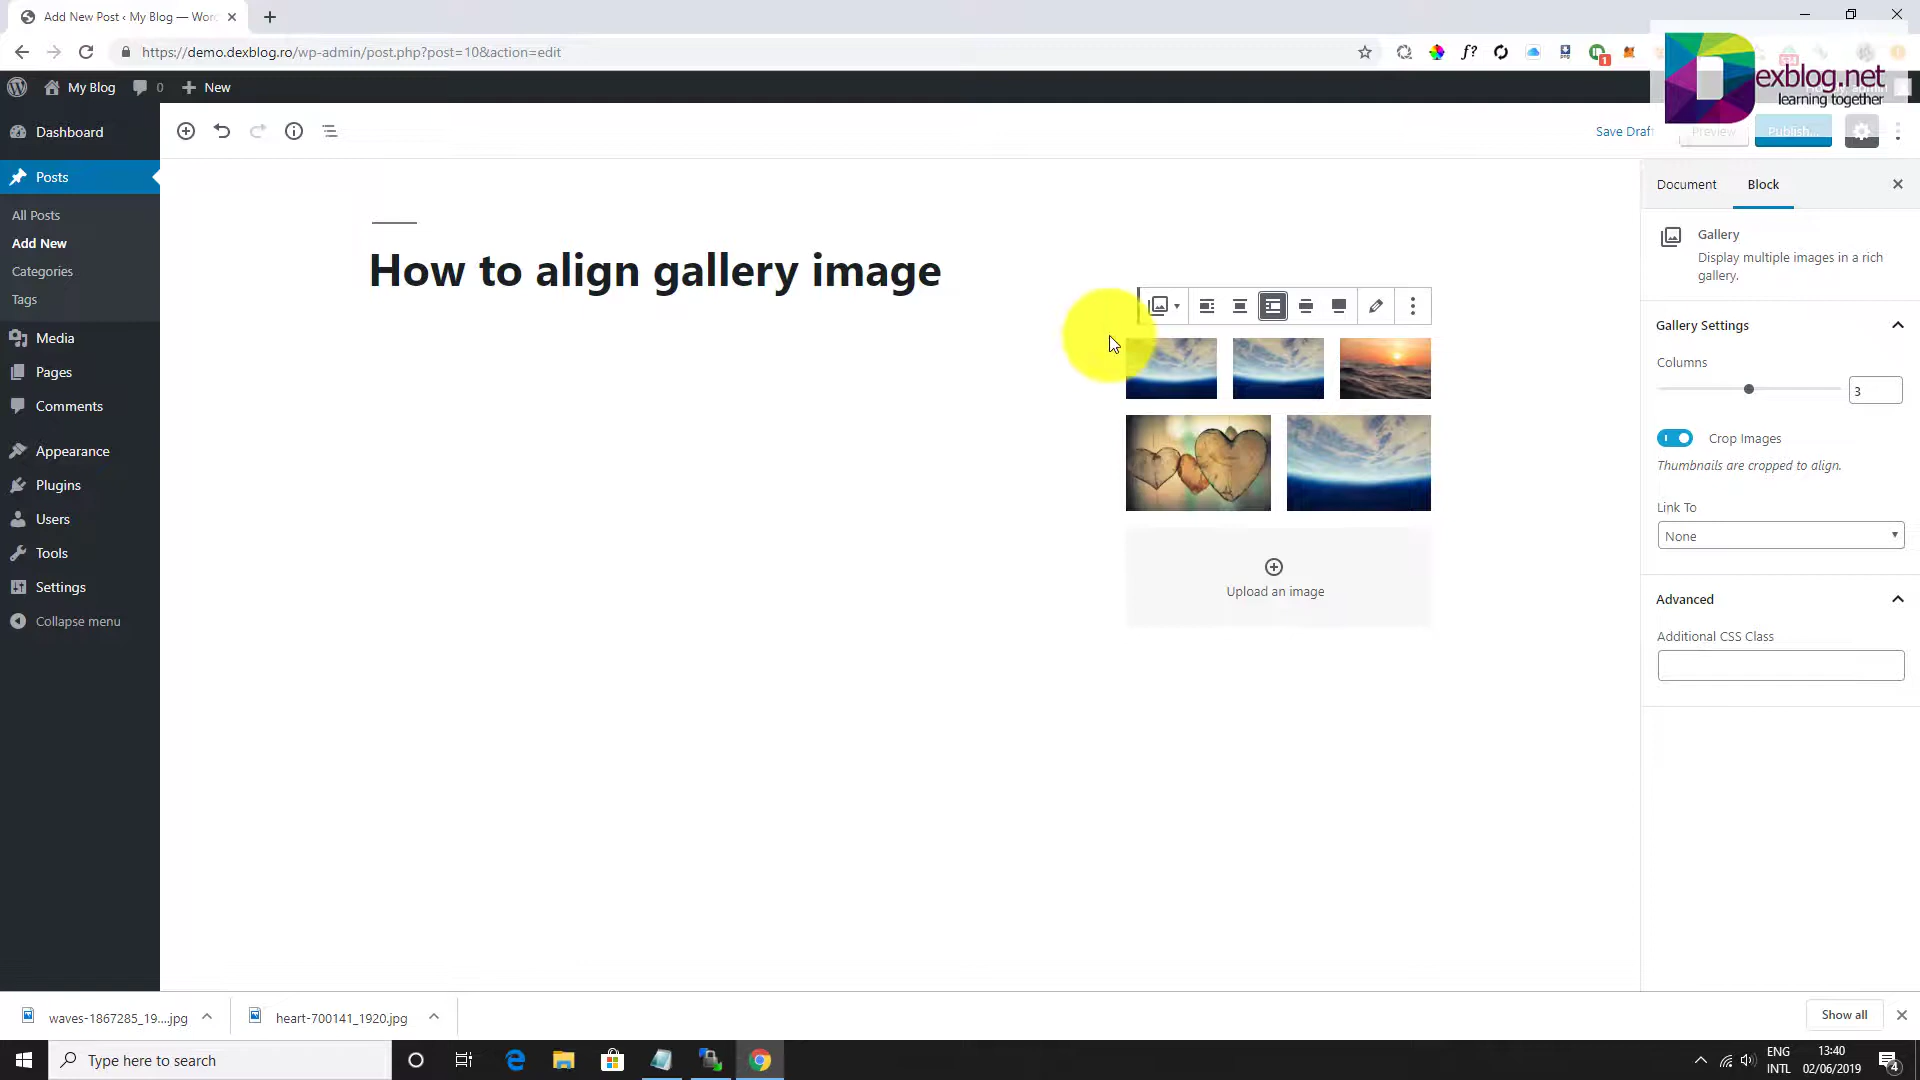 Add New Post ‹ My Blog — Wor
https://demo.dexblog.ro/wp-admin/post.php?post=10&action=edit
exblog.net
learning together
My Blog
0
New
Dashboard
Posts
All Posts
Add New
Categories
Tags
Media
Pages
Comments
Appearance
Plugins
Users
Tools
Settings
Collapse menu
Save Draf
Preview
Publish...
How to align gallery image
Upload an image
Document
Block
Gallery
Display multiple images in a rich
gallery.
Gallery Settings
Columns
3
Crop Images
Thumbnails are cropped to align.
Link To
None
Advanced
Additional CSS Class
waves-1867285_19....jpg
heart-700141_1920.jpg
Show all
Type here to search
ENG
INTL
13:40
02/06/2019
4